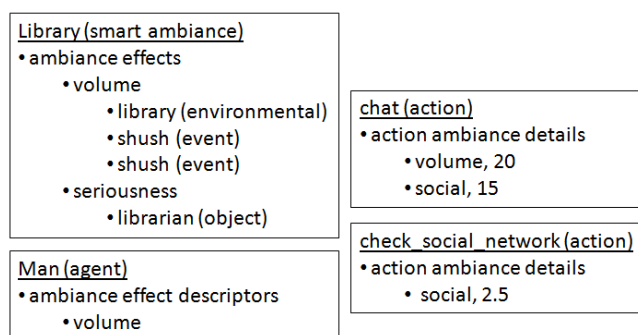 Library (smart ambiance)
• ambiance effects
• volume
• library (environmental)
• shush (event)
• shush (event)
• seriousness
• librarian (object)
Man (agent)
• ambiance effect descriptors
• volume
chat (action)
• action ambiance details
• volume, 20
• social, 15
check_social_network (action)
• action ambiance details
• social, 2.5